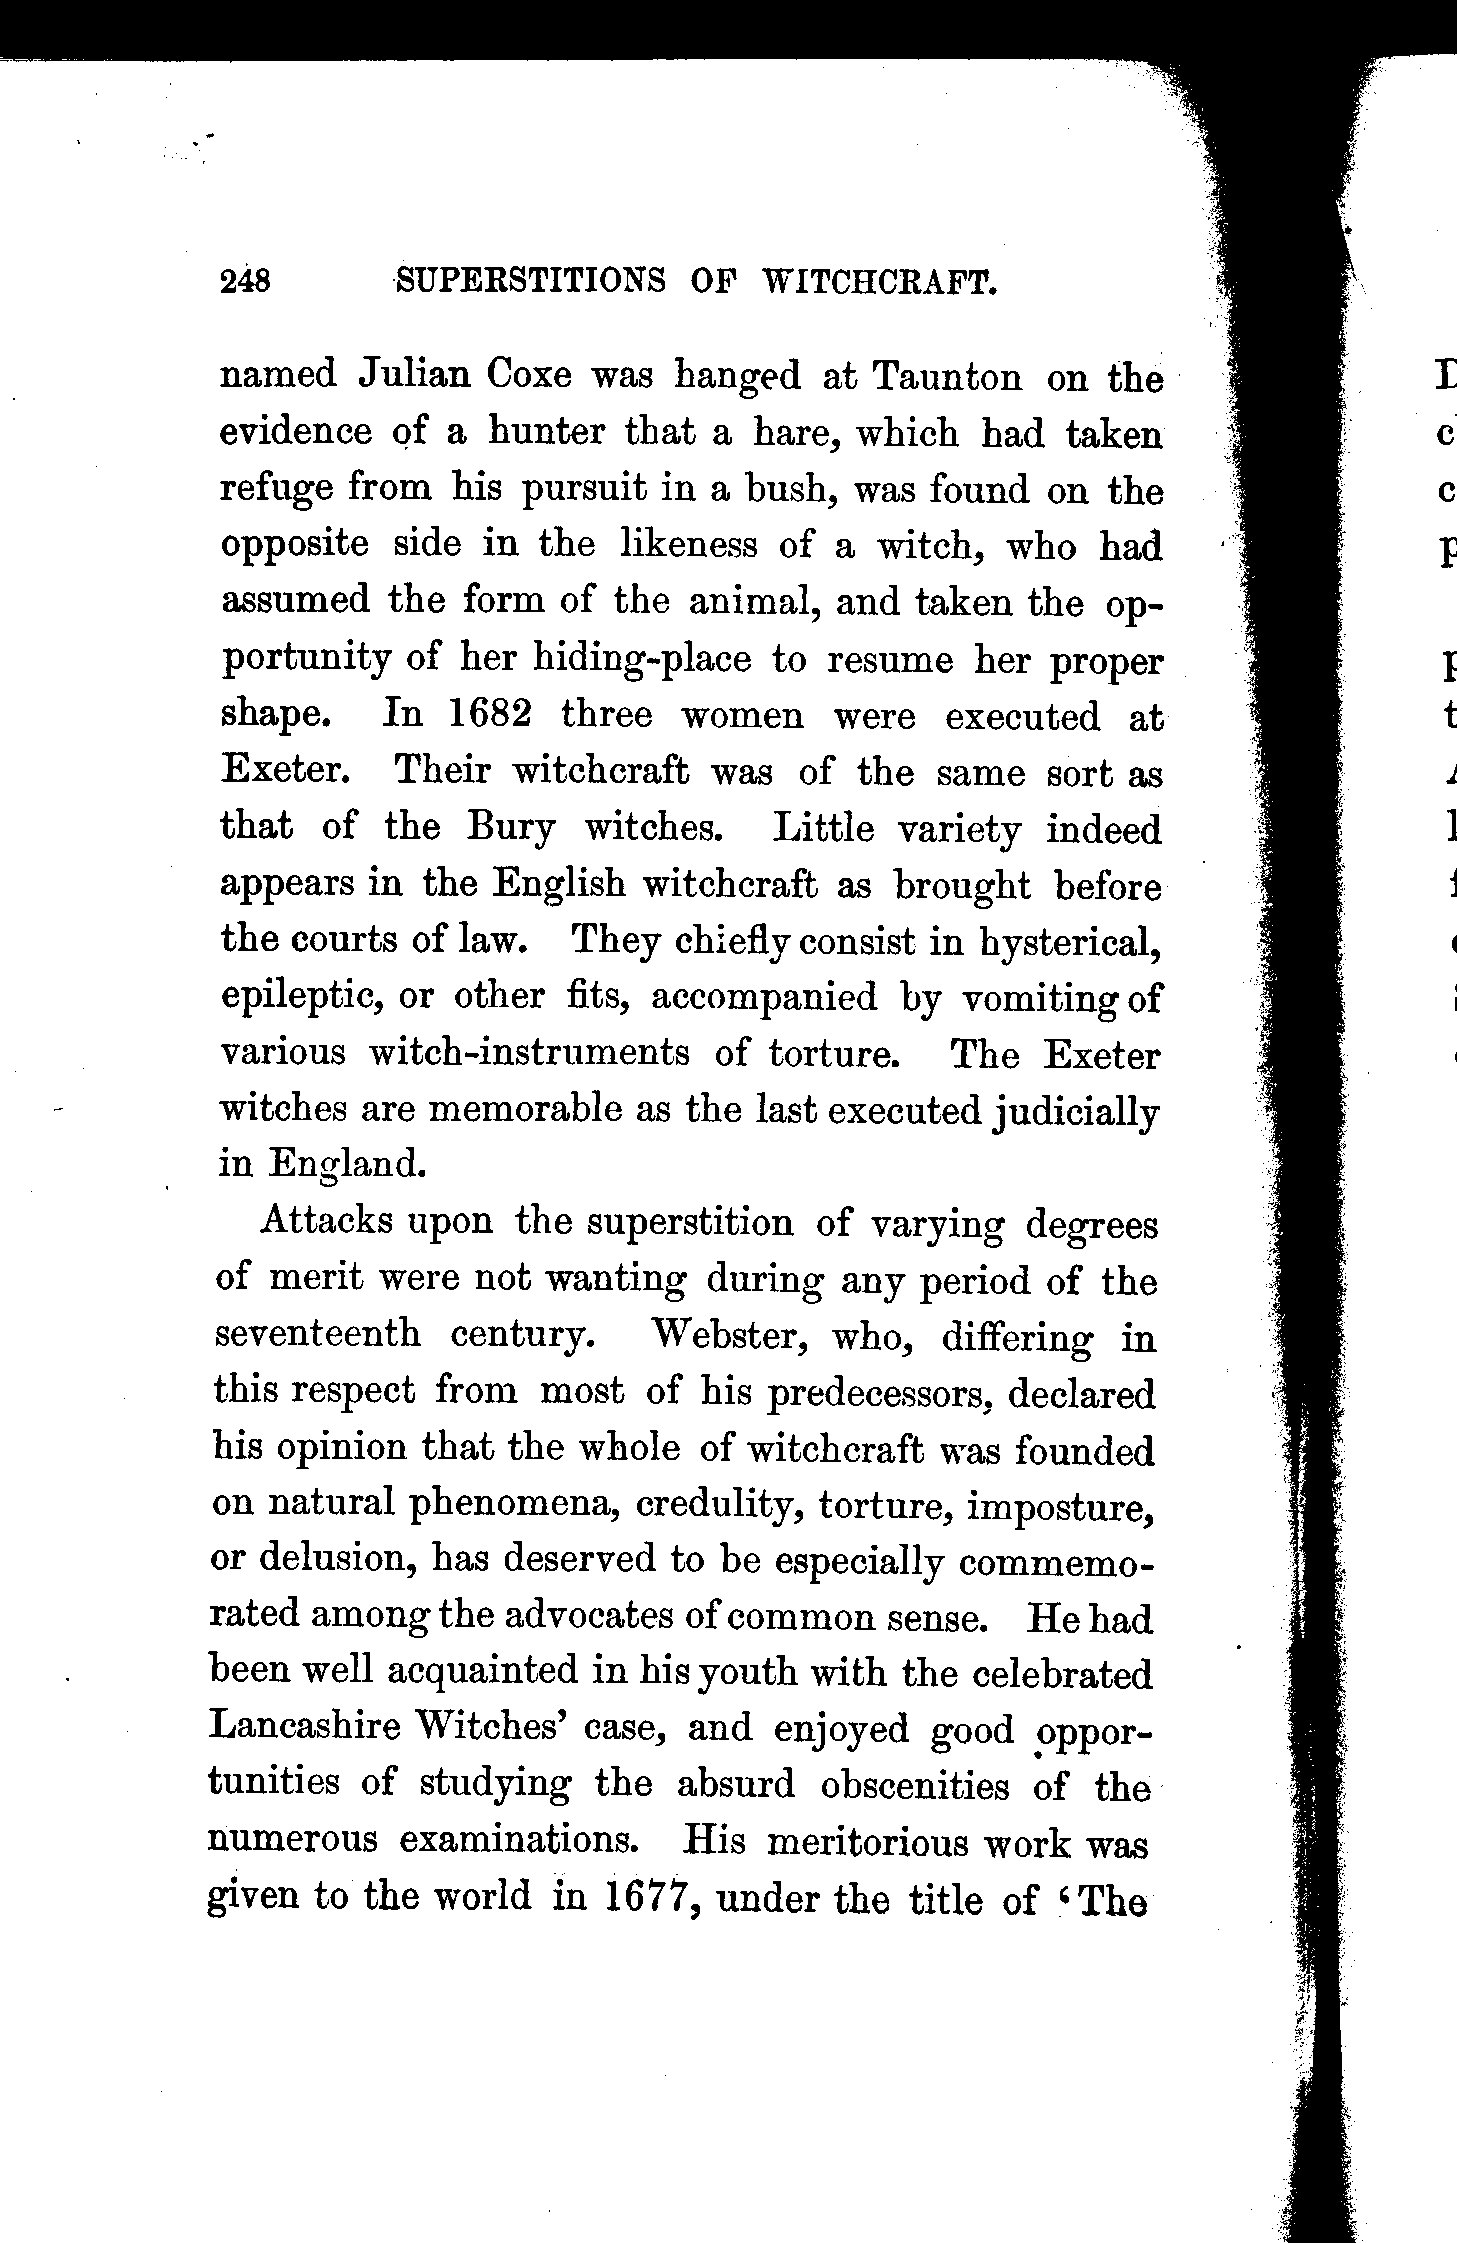 248 SUPERSTITIONS OF WITCHCRAFT.
named Julian Coxe was hanged at Taunton on the
evidence of a hunter that a hare, which had taken
refuge from his pursuit in a bush, was found on the
opposite side in the likeness of a witch, who had
assumed the form of the animal, and taken the op-
portunity of her hiding-place to resume her proper
shape. In 1682 three women were executed at
Exeter. Their witchcraft was of the same sort as
that of the Bury witches. Little variety indeed
appears in the English witchcraft as brought before
the courts of law. They chiefly consist in hysterical,
epileptic, or other fits, accompanied by vomiting of
various witch-instruments of torture. The Exeter
witches are memorable as the last executed judicially
in England.
Attacks upon the superstition of varying degrees
of merit were not wanting during any period of the
seventeenth century. Webster, who, differing in
this respect from most of his predecessors, declared
his opinion that the whole of witchcraft was founded
on natural phenomena, credulity, torture, imposture,
or delusion, has deserved to be especially commemo-
rated among the advocates of common sense. He had
been well acquainted in his youth with the celebrated
Lancashire Witches' case, and enjoyed good oppor-
tunities of studying the absurd obscenities of the
numerous examinations. His meritorious work was
given to the world in 1677, under the title of ‘The